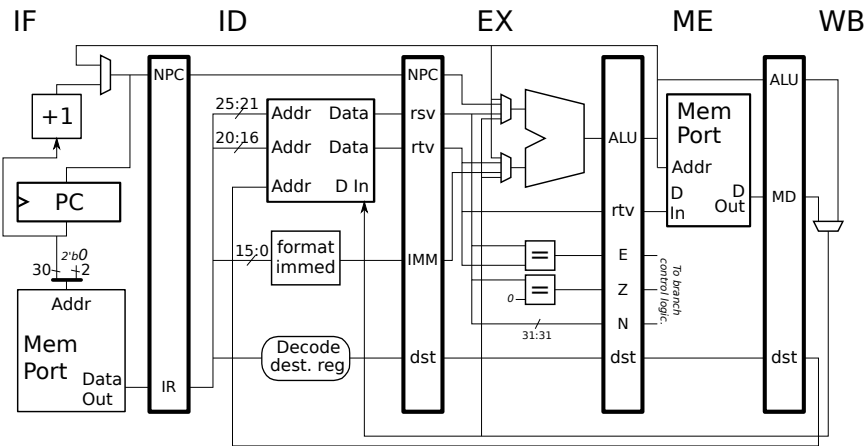 IF ID EX ME WB
NPC NPC ALU
+1
25:21 Addr Data rsv
20:16 Addr Data rtv
Mem
Port
ALU
Addr
PC
Addr D In
D
In
D
Out
MD
rtv
2'b0
30 2
15:0
format
immed
IMM
=
E
Addr
0
=
Z
To branch
control logic.
N
31:31
Mem
Port
Data
Out
IR
Decode
dest. reg
dst dst dst